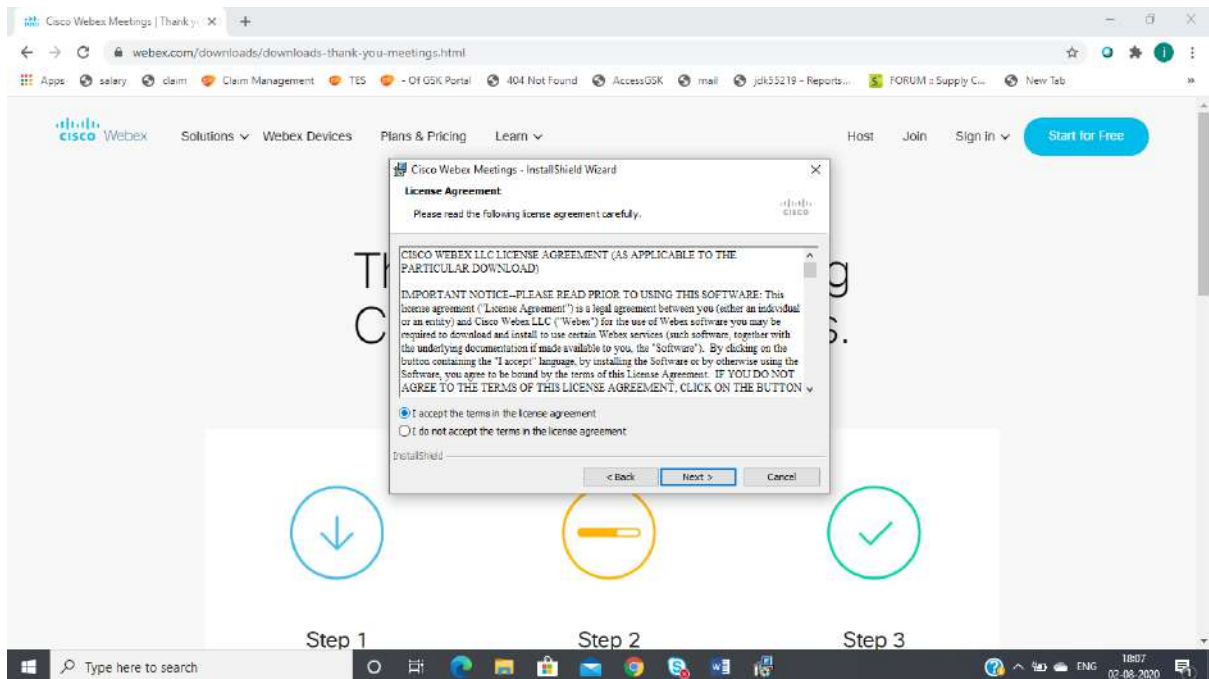 Cisco Webex Meetings | Thank y
webex.com/downloads/downloads-thank-you-meetings.html
Apps salary claim Claim Management TES - Of GSK Portal 404 Not Found AccessGSK mail jdk55219 - Reports... FORUM :: Supply C... New Tab »
CISCO Webex Solutions Webex Devices Plans & Pricing Learn Host Join Sign in Start for Free
Cisco Webex Meetings - InstallShield Wizard
License Agreement
Please read the following license agreement carefully.
CISCO
CISCO WEBEX LLC LICENSE AGREEMENT (AS APPLICABLE TO THE
PARTICULAR DOWNLOAD)
IMPORTANT NOTICE--PLEASE READ PRIOR TO USING THIS SOFTWARE: This
license agreement ("License Agreement") is a legal agreement between you (either an individual
or an entity) and Cisco Webex LLC ("Webex") for the use of Webex software you may be
required to download and install to use certain Webex services (such software, together with
the underlying documentation if made available to you, the "Software"). By clicking on the
button containing the "I accept" language, by installing the Software or by otherwise using the
Software, you agree to be bound by the terms of this License Agreement. IF YOU DO NOT
AGREE TO THE TERMS OF THIS LICENSE AGREEMENT, CLICK ON THE BUTTON
I accept the terms in the license agreement
I do not accept the terms in the license agreement
InstallShield
< Back Next > Cancel
Step 1 Step 2 Step 3
Type here to search
ENG
18:07
02-08-2020